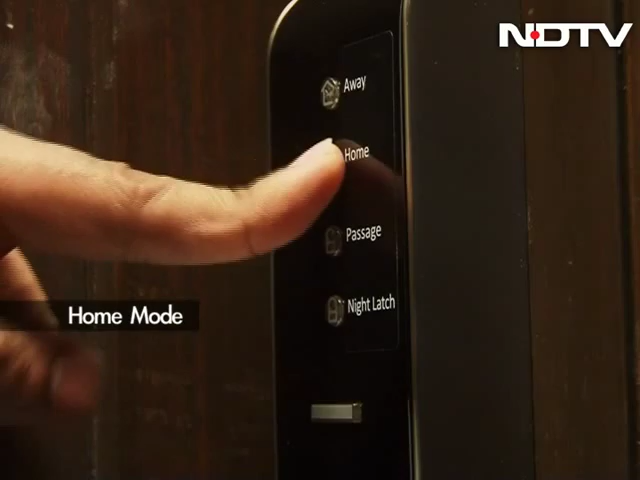 NDTV
Away
Home
Passage
Night Latch
Home Mode